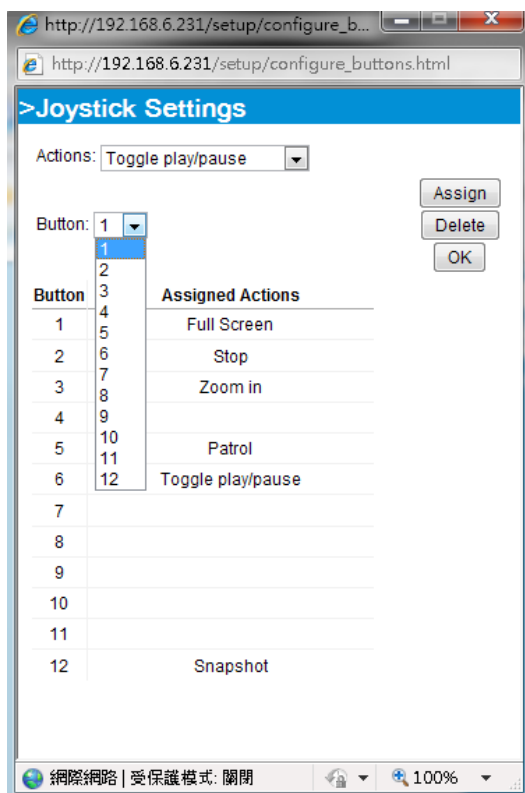 http://192.168.6.231/setup/configure_b...
http://192.168.6.231/setup/configure_buttons.html
>Joystick Settings
Actions: Toggle play/pause
Assign
Button: 1
Delete
OK
1
2
3
4
5
6
7
8
9
10
11
12
Button Assigned Actions
1 Full Screen
2 Stop
3 Zoom in
4
5 Patrol
6 Toggle play/pause
7
8
9
10
11
12 Snapshot
網際網路 | 受保護模式: 關閉
100%